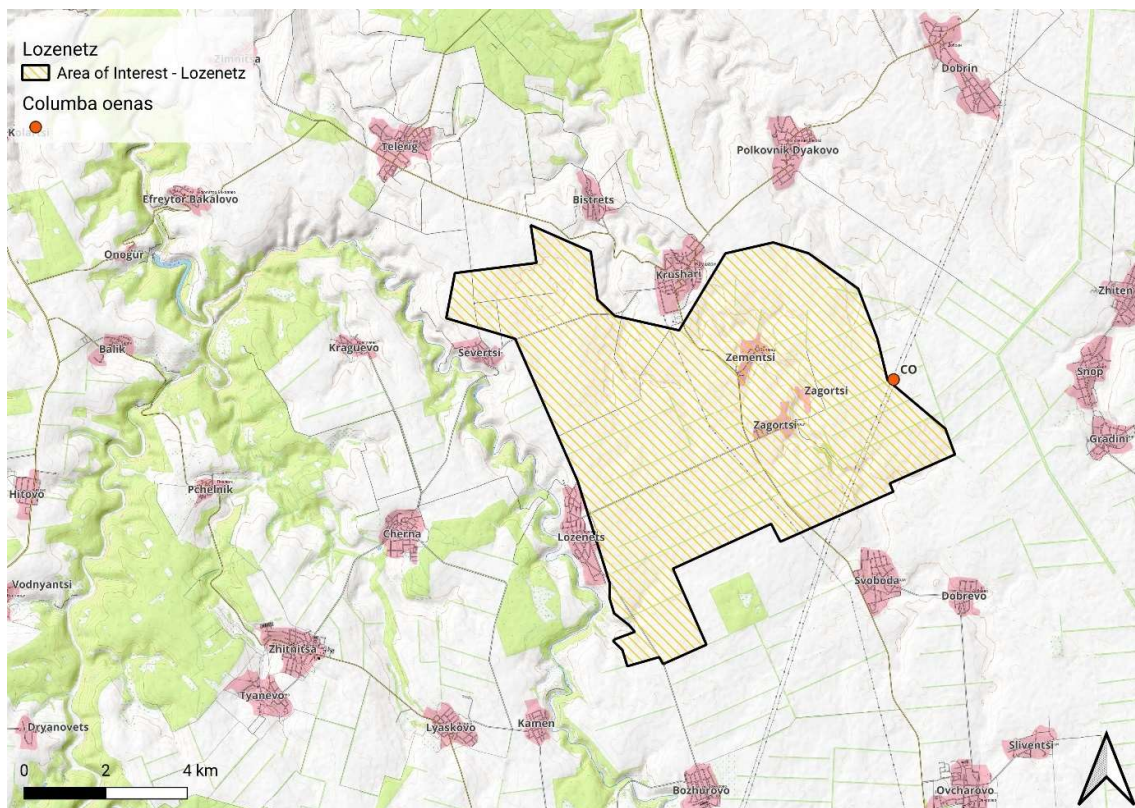 Lozenetz
Area of Interest - Lozenetz
Columba oenas
Zimnitsa
Dobrin
Telerig
Polkovnik Dyakovo
Efreytor Bakalovo
Bistrets
Onogur
Krushari
Zhiten
Balik
Kraguevo
Severtsi
Zementsi
CO
Snop
Zagortsi
Zagortsi
Gradini
Hitovo
Pchelnik
Cherna
Lozenets
Vodnyantsi
Svoboda
Dobrevo
Zhitnitsa
Tyanevo
Dryanovets
Lyaskovo
Kamen
Sliventsi
0 2 4 km
Bozhurovo
Ovcharovo